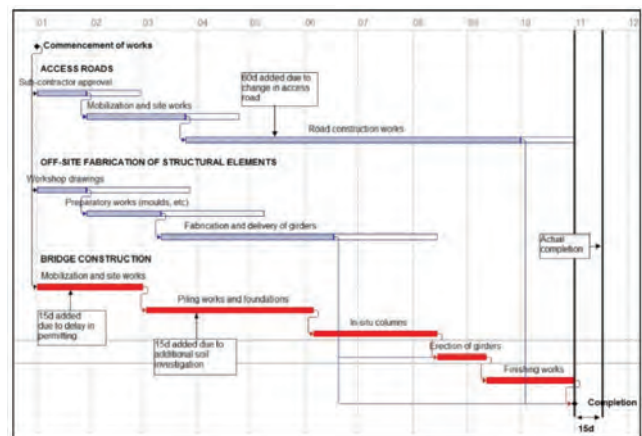 01 02 03 04 05 06 07 08 09 10 11 12
Commencement of works
ACCESS ROADS
Sub-contractor approval
60d added due to
change in access
road
Mobilization and site works
Road construction works
OFF-SITE FABRICATION OF STRUCTURAL ELEMENTS
Workshop drawings
Preparatory works (moulds, etc)
Fabrication and delivery of girders
Actual
completion
BRIDGE CONSTRUCTION
Mobilization and site works
Piling works and foundations
15d added
due to delay in
permitting
15d added due to
additional soil
investigation
In-situ columns
Erection of girders
Finishing works
Completion
15d